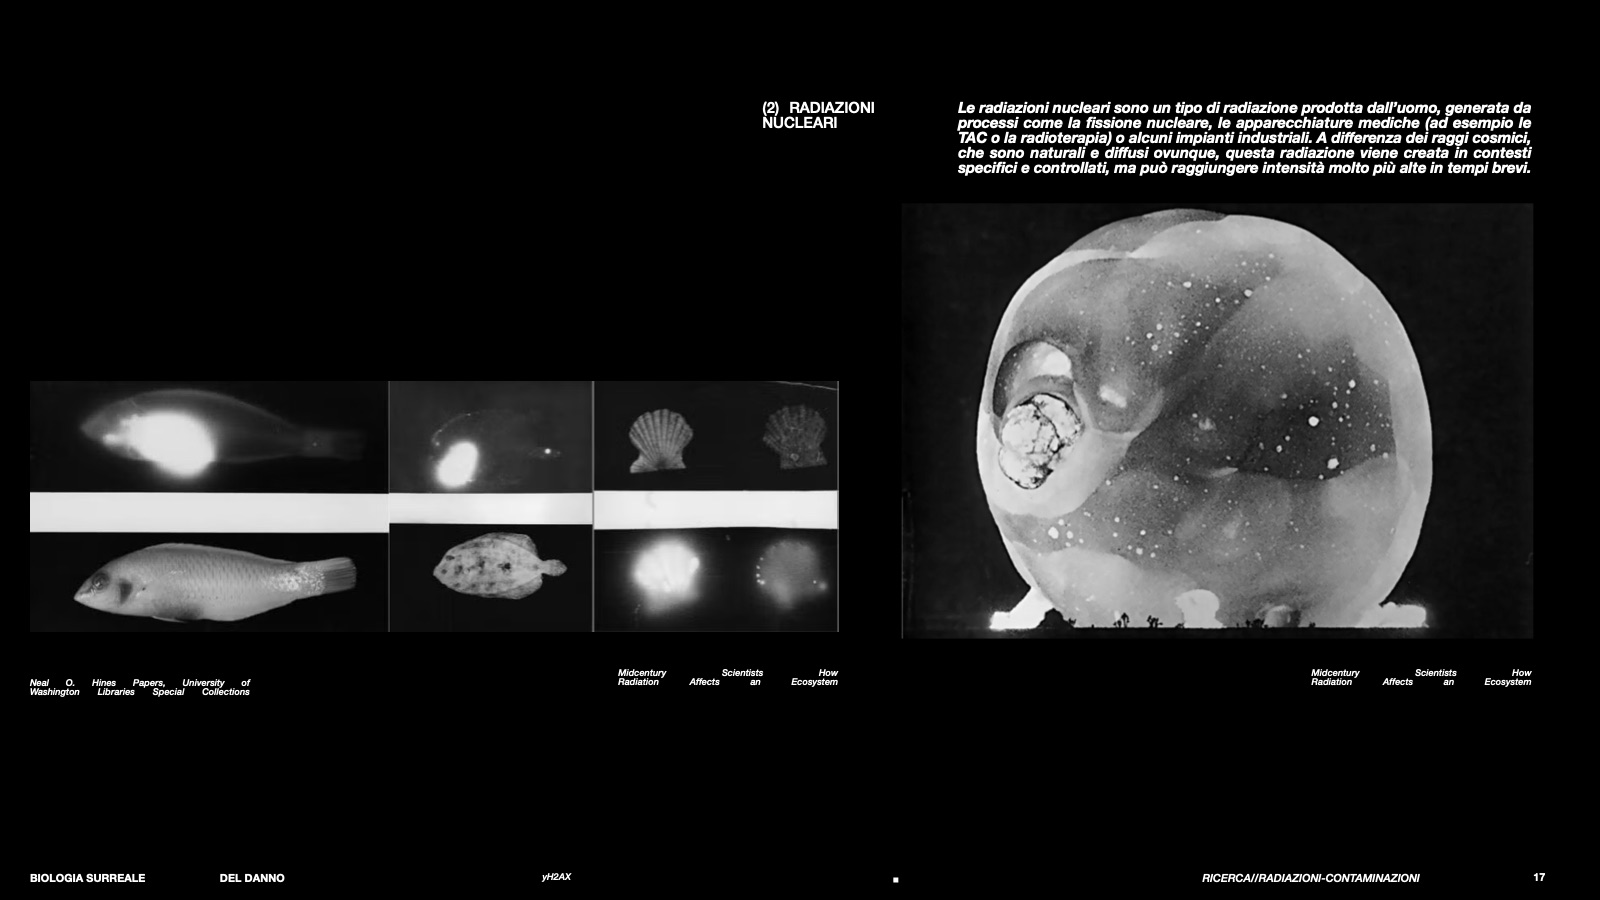 (2) RADIAZIONI
NUCLEARI
Le radiazioni nucleari sono un tipo di radiazione prodotta dall'uomo, generata da
processi come la fissione nucleare, le apparecchiature mediche (ad esempio le
TAC o la radioterapia) o alcuni impianti industriali. A differenza dei raggi cosmici,
che sono naturali e diffusi ovunque, questa radiazione viene creata in contesti
specifici e controllati, ma può raggiungere intensità molto più alte in tempi brevi.
Neal O. Hines Papers, University of
Washington Libraries Special Collections
Midcentury Scientists How
Radiation Affects an Ecosystem
Midcentury Scientists How
Radiation Affects an Ecosystem
BIOLOGIA SURREALE DEL DANNO yH2AX RICERCA//RADIAZIONI-CONTAMINAZIONI 17